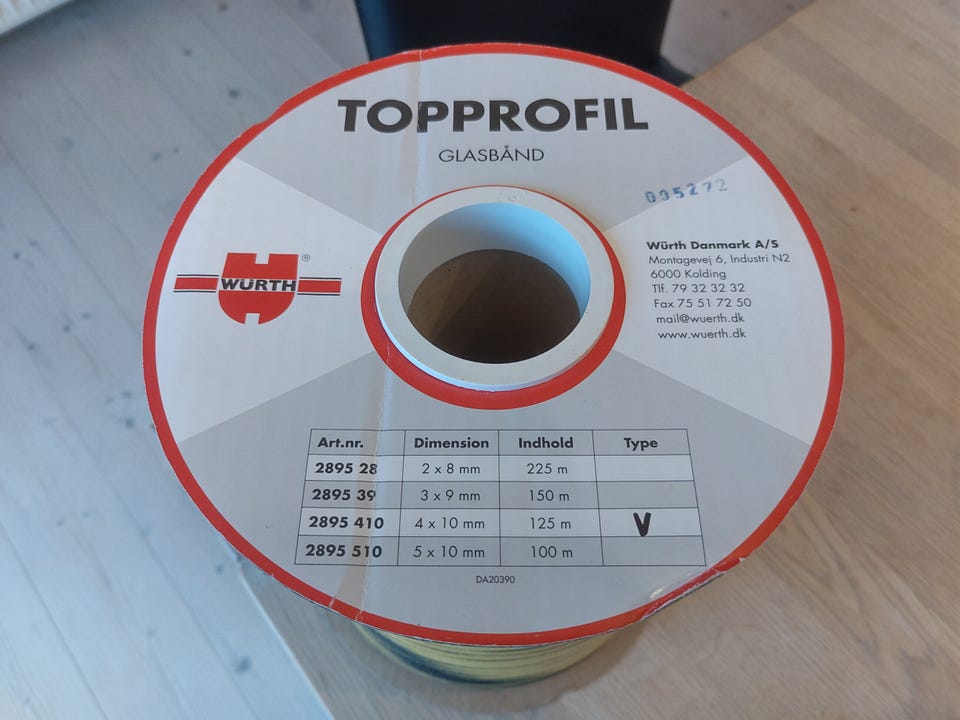 TOPPROFIL
GLASBÅND
005272
WÜRTH®
Würth Danmark A/S
Montagevej 6, Industri N2
6000 Kolding
Tlf. 79 32 32 32
Fax 75 51 72 50
mail@wuerth.dk
www.wuerth.dk
Art.nr. Dimension Indhold Type
2895 28 2 x 8 mm 225 m
2895 39 3 x 9 mm 150 m
2895 410 4 x 10 mm 125 m V
2895 510 5 x 10 mm 100 m
DA20390